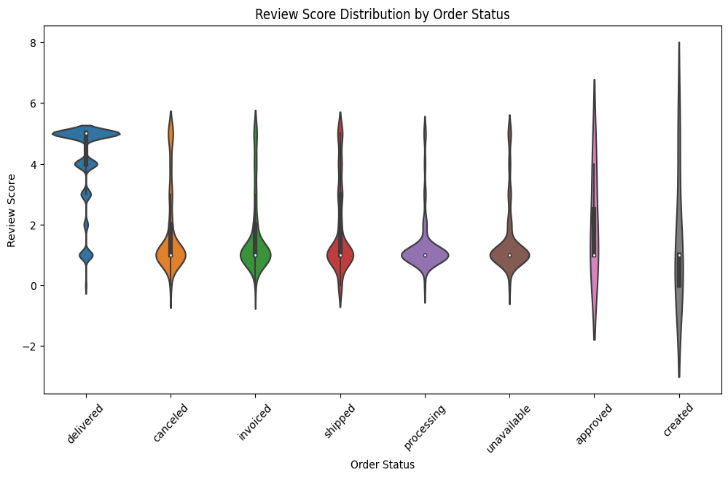 Review Score Distribution by Order Status
8
6
4
2
0
−2
Review Score
delivered
canceled
invoiced
shipped
processing
unavailable
approved
created
Order Status